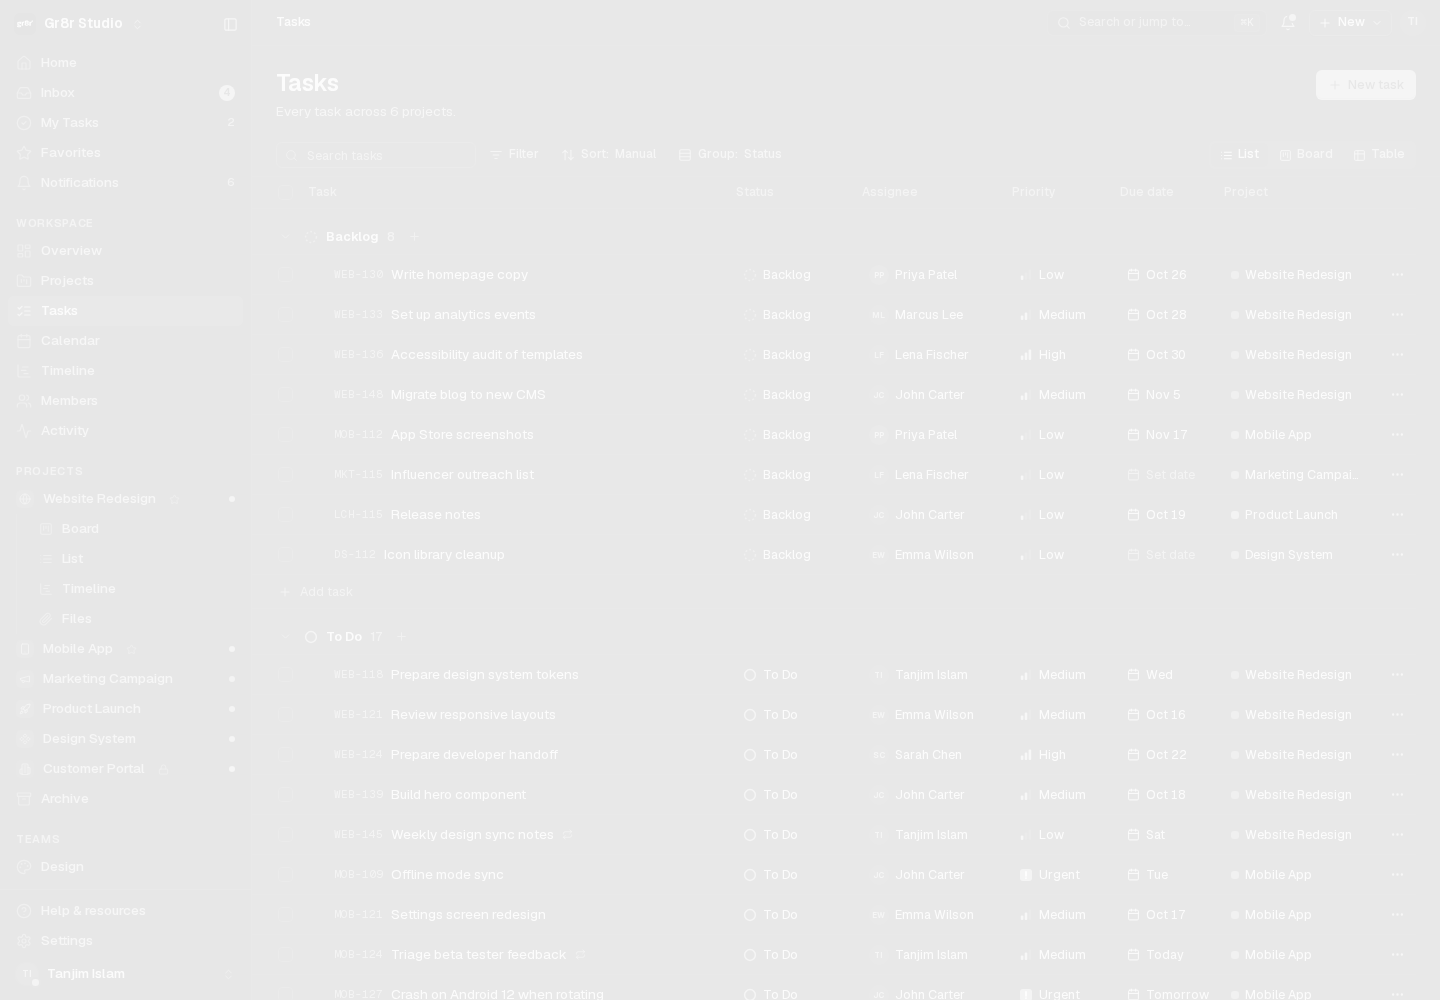 Gr8r Studio
Home
Inbox 4
My Tasks 2
Favorites
Notifications 6
WORKSPACE
Overview
Projects
Tasks
Calendar
Timeline
Members
Activity
PROJECTS
Website Redesign
Board
List
Timeline
Files
Mobile App
Marketing Campaign
Product Launch
Design System
Customer Portal
Archive
TEAMS
Design
Help & resources
Settings
TI Tanjim Islam
Tasks
Search or jump to... ⌘K
New
TI
Tasks
Every task across 6 projects.
New task
Search tasks Filter Sort: Manual Group: Status List Board Table
Task Status Assignee Priority Due date Project
Backlog 8
WEB-130 Write homepage copy Backlog PP Priya Patel Low Oct 26 Website Redesign
WEB-133 Set up analytics events Backlog ML Marcus Lee Medium Oct 28 Website Redesign
WEB-136 Accessibility audit of templates Backlog LF Lena Fischer High Oct 30 Website Redesign
WEB-148 Migrate blog to new CMS Backlog JC John Carter Medium Nov 5 Website Redesign
MOB-112 App Store screenshots Backlog PP Priya Patel Low Nov 17 Mobile App
MKT-115 Influencer outreach list Backlog LF Lena Fischer Low Set date Marketing Campai...
LCH-115 Release notes Backlog JC John Carter Low Oct 19 Product Launch
DS-112 Icon library cleanup Backlog EW Emma Wilson Low Set date Design System
Add task
To Do 17
WEB-118 Prepare design system tokens To Do TI Tanjim Islam Medium Wed Website Redesign
WEB-121 Review responsive layouts To Do EW Emma Wilson Medium Oct 16 Website Redesign
WEB-124 Prepare developer handoff To Do SC Sarah Chen High Oct 22 Website Redesign
WEB-139 Build hero component To Do JC John Carter Medium Oct 18 Website Redesign
WEB-145 Weekly design sync notes To Do TI Tanjim Islam Low Sat Website Redesign
MOB-109 Offline mode sync To Do JC John Carter Urgent Tue Mobile App
MOB-121 Settings screen redesign To Do EW Emma Wilson Medium Oct 17 Mobile App
MOB-124 Triage beta tester feedback To Do TI Tanjim Islam Medium Today Mobile App
MOB-127 Crash on Android 12 when rotating To Do JC John Carter Urgent Tomorrow Mobile App